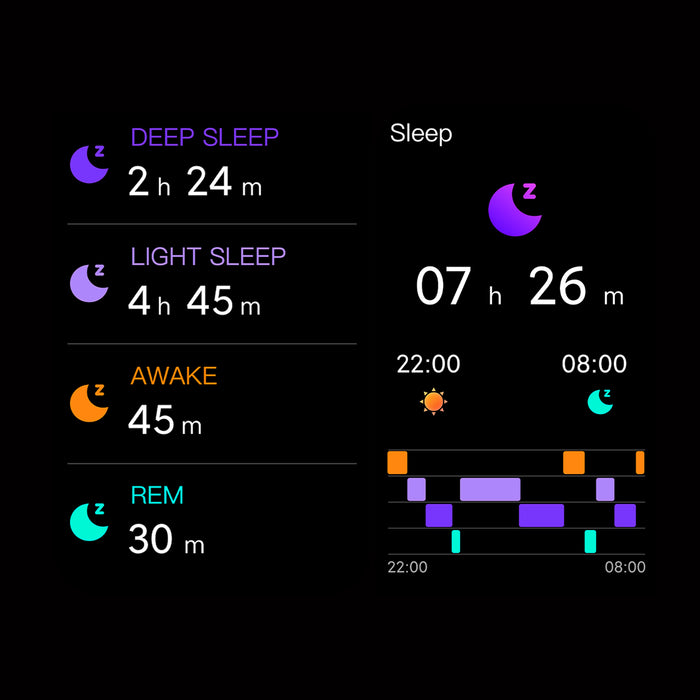 DEEP SLEEP
2 h 24 m
LIGHT SLEEP
4 h 45 m
AWAKE
45 m
REM
30 m
Sleep
07 h 26 m
22:00 08:00
22:00 08:00